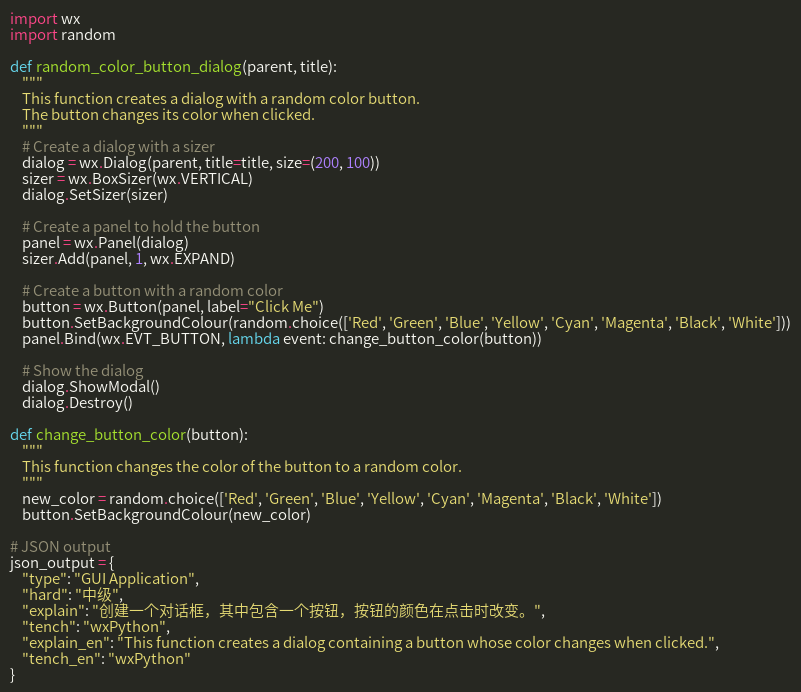 import wx
import random

def random_color_button_dialog(parent, title):
    """
    This function creates a dialog with a random color button.
    The button changes its color when clicked.
    """
    # Create a dialog with a sizer
    dialog = wx.Dialog(parent, title=title, size=(200, 100))
    sizer = wx.BoxSizer(wx.VERTICAL)
    dialog.SetSizer(sizer)

    # Create a panel to hold the button
    panel = wx.Panel(dialog)
    sizer.Add(panel, 1, wx.EXPAND)

    # Create a button with a random color
    button = wx.Button(panel, label="Click Me")
    button.SetBackgroundColour(random.choice(['Red', 'Green', 'Blue', 'Yellow', 'Cyan', 'Magenta', 'Black', 'White']))
    panel.Bind(wx.EVT_BUTTON, lambda event: change_button_color(button))

    # Show the dialog
    dialog.ShowModal()
    dialog.Destroy()

def change_button_color(button):
    """
    This function changes the color of the button to a random color.
    """
    new_color = random.choice(['Red', 'Green', 'Blue', 'Yellow', 'Cyan', 'Magenta', 'Black', 'White'])
    button.SetBackgroundColour(new_color)

# JSON output
json_output = {
    "type": "GUI Application",
    "hard": "中级",
    "explain": "创建一个对话框，其中包含一个按钮，按钮的颜色在点击时改变。",
    "tench": "wxPython",
    "explain_en": "This function creates a dialog containing a button whose color changes when clicked.",
    "tench_en": "wxPython"
}